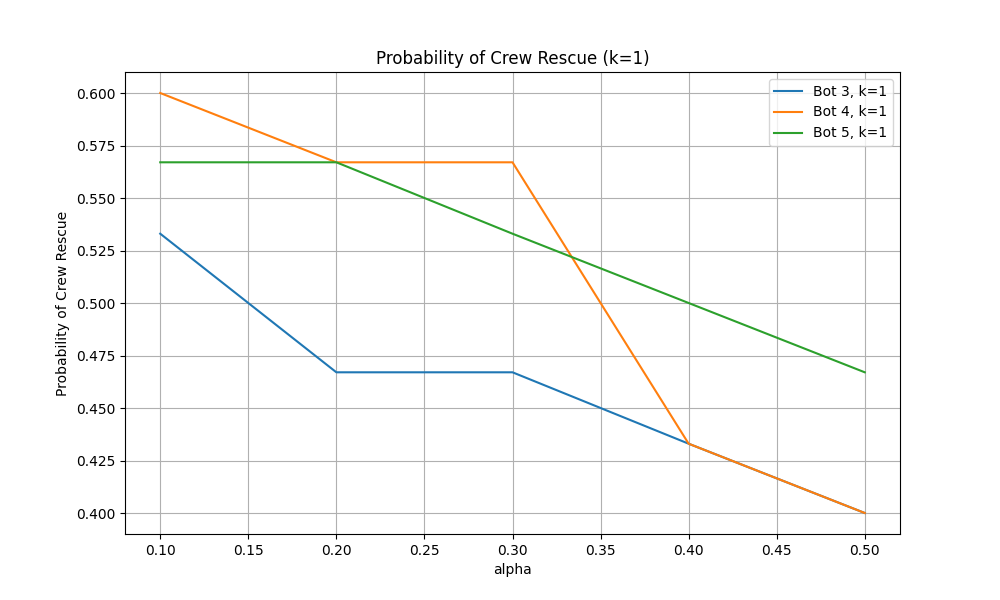 Probability of Crew Rescue (k=1)
Bot 3, k=1
Bot 4, k=1
Bot 5, k=1
Probability of Crew Rescue
0.600
0.575
0.550
0.525
0.500
0.475
0.450
0.425
0.400
0.10 0.15 0.20 0.25 0.30 0.35 0.40 0.45 0.50
alpha